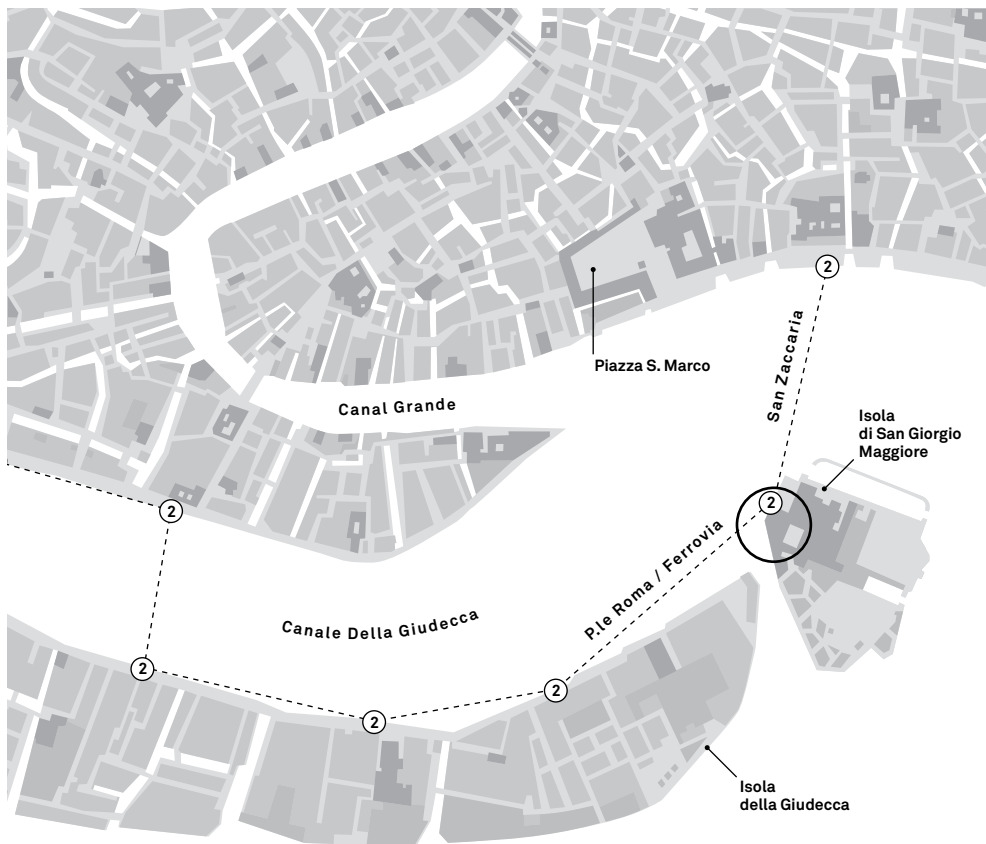 2
San Zaccaria
Piazza S. Marco
Canal Grande
Isola
di San Giorgio
Maggiore
2
2
P.le Roma / Ferrovia
Canale Della Giudecca
2
2
2
Isola
della Giudecca